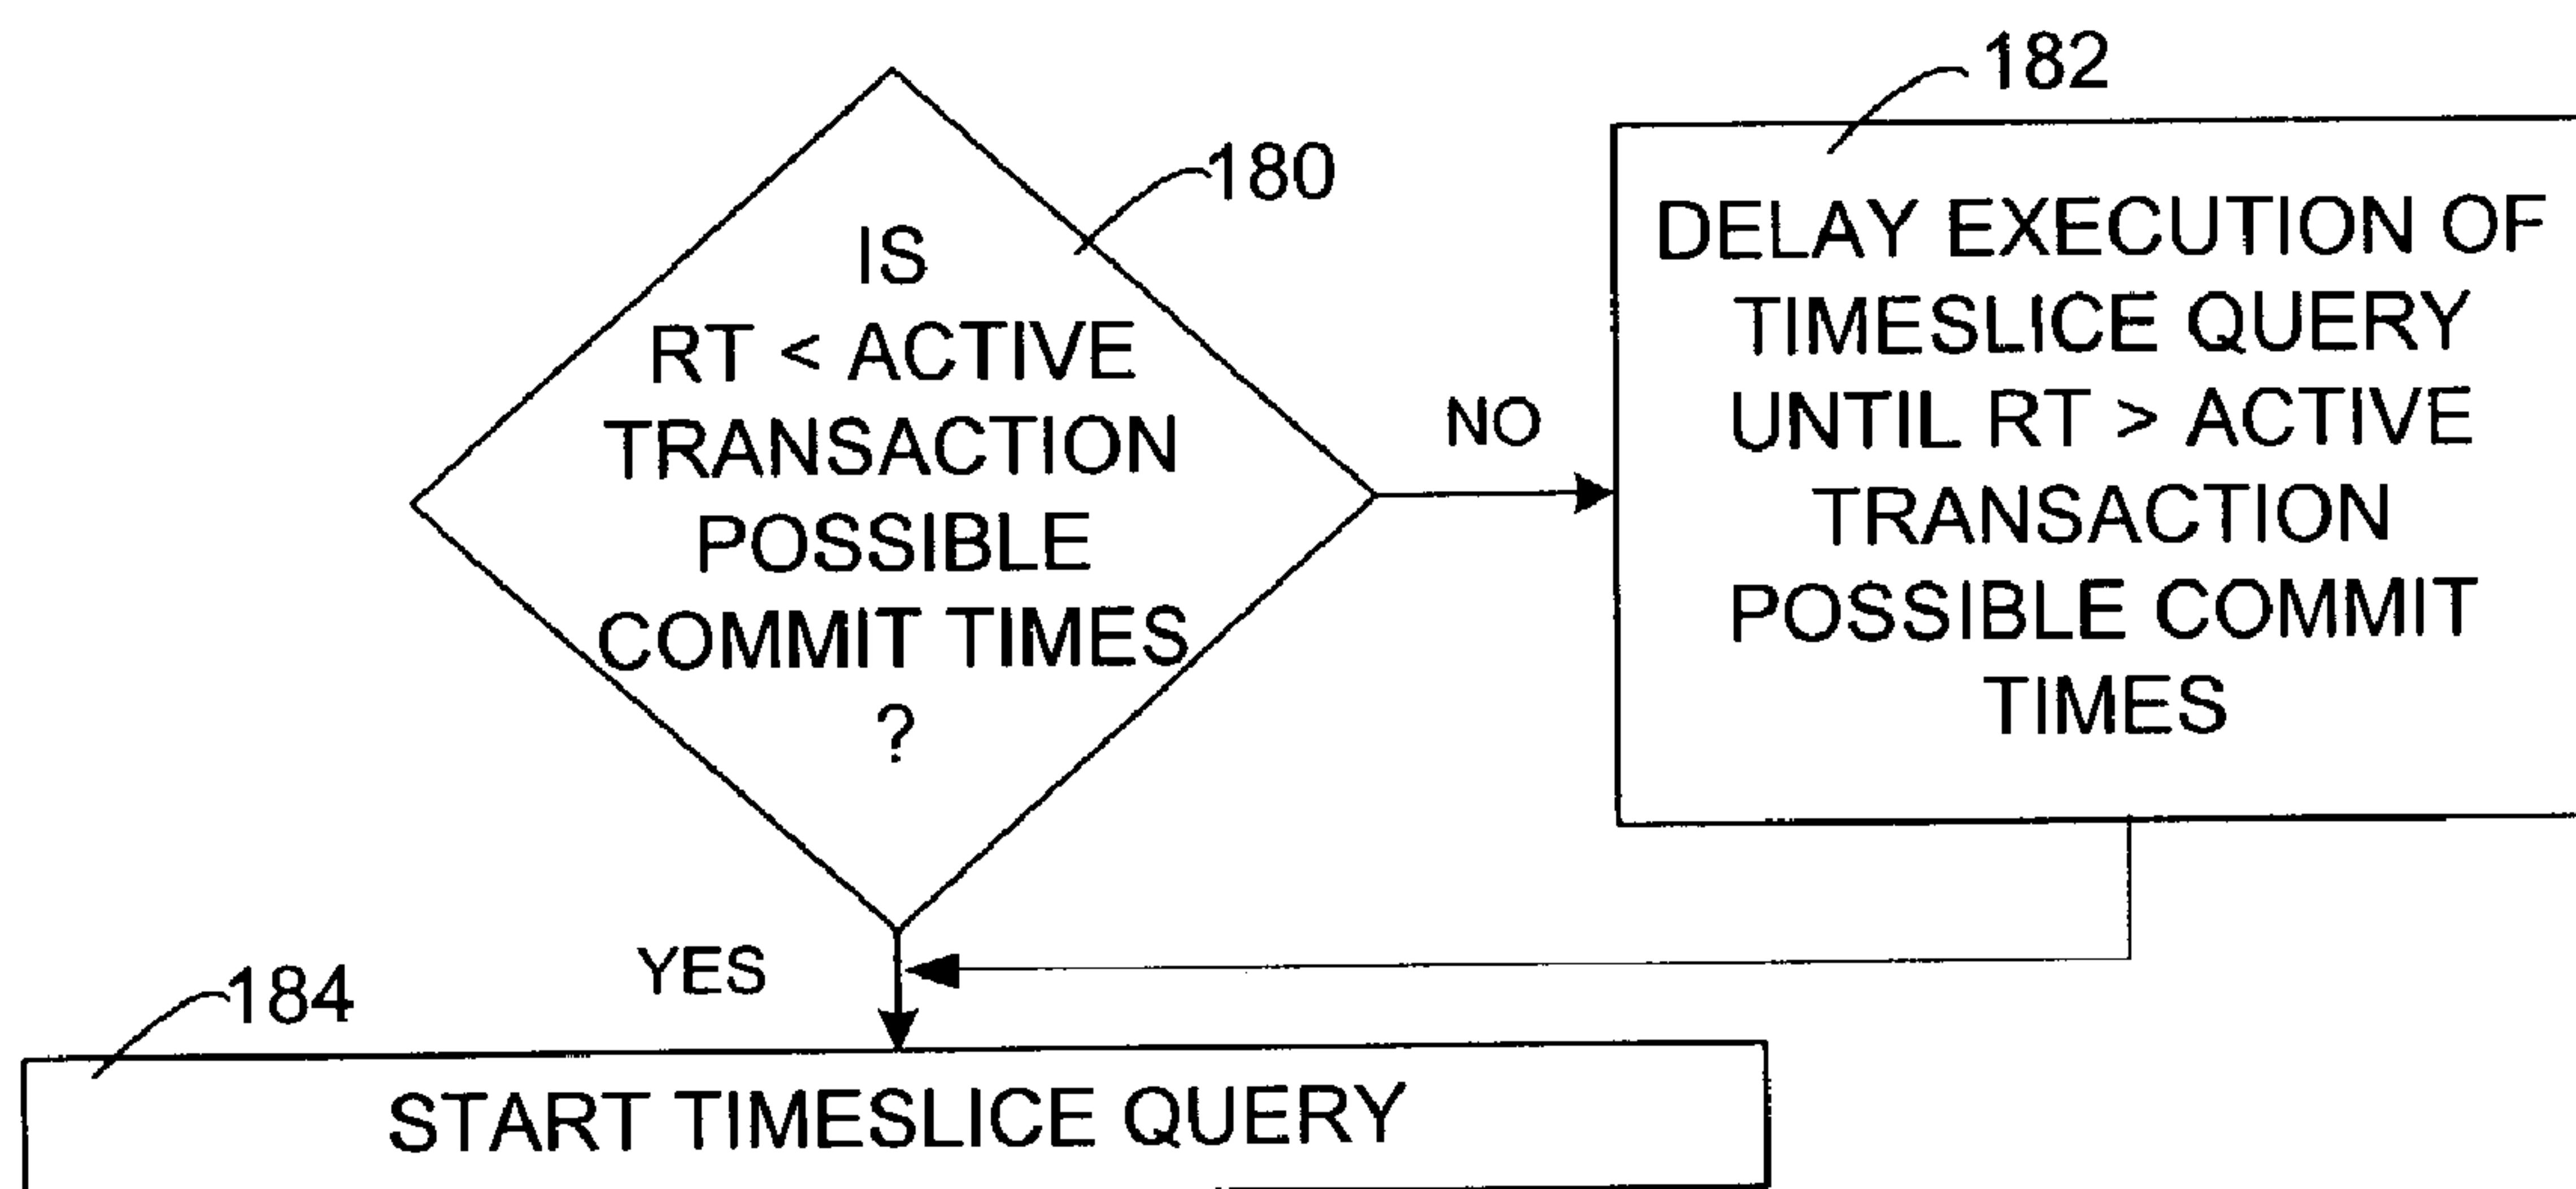 180
IS
RT < ACTIVE
TRANSACTION
POSSIBLE
COMMIT TIMES
?
NO
182
DELAY EXECUTION OF
TIMESLICE QUERY
UNTIL RT > ACTIVE
TRANSACTION
POSSIBLE COMMIT
TIMES
YES
184
START TIMESLICE QUERY